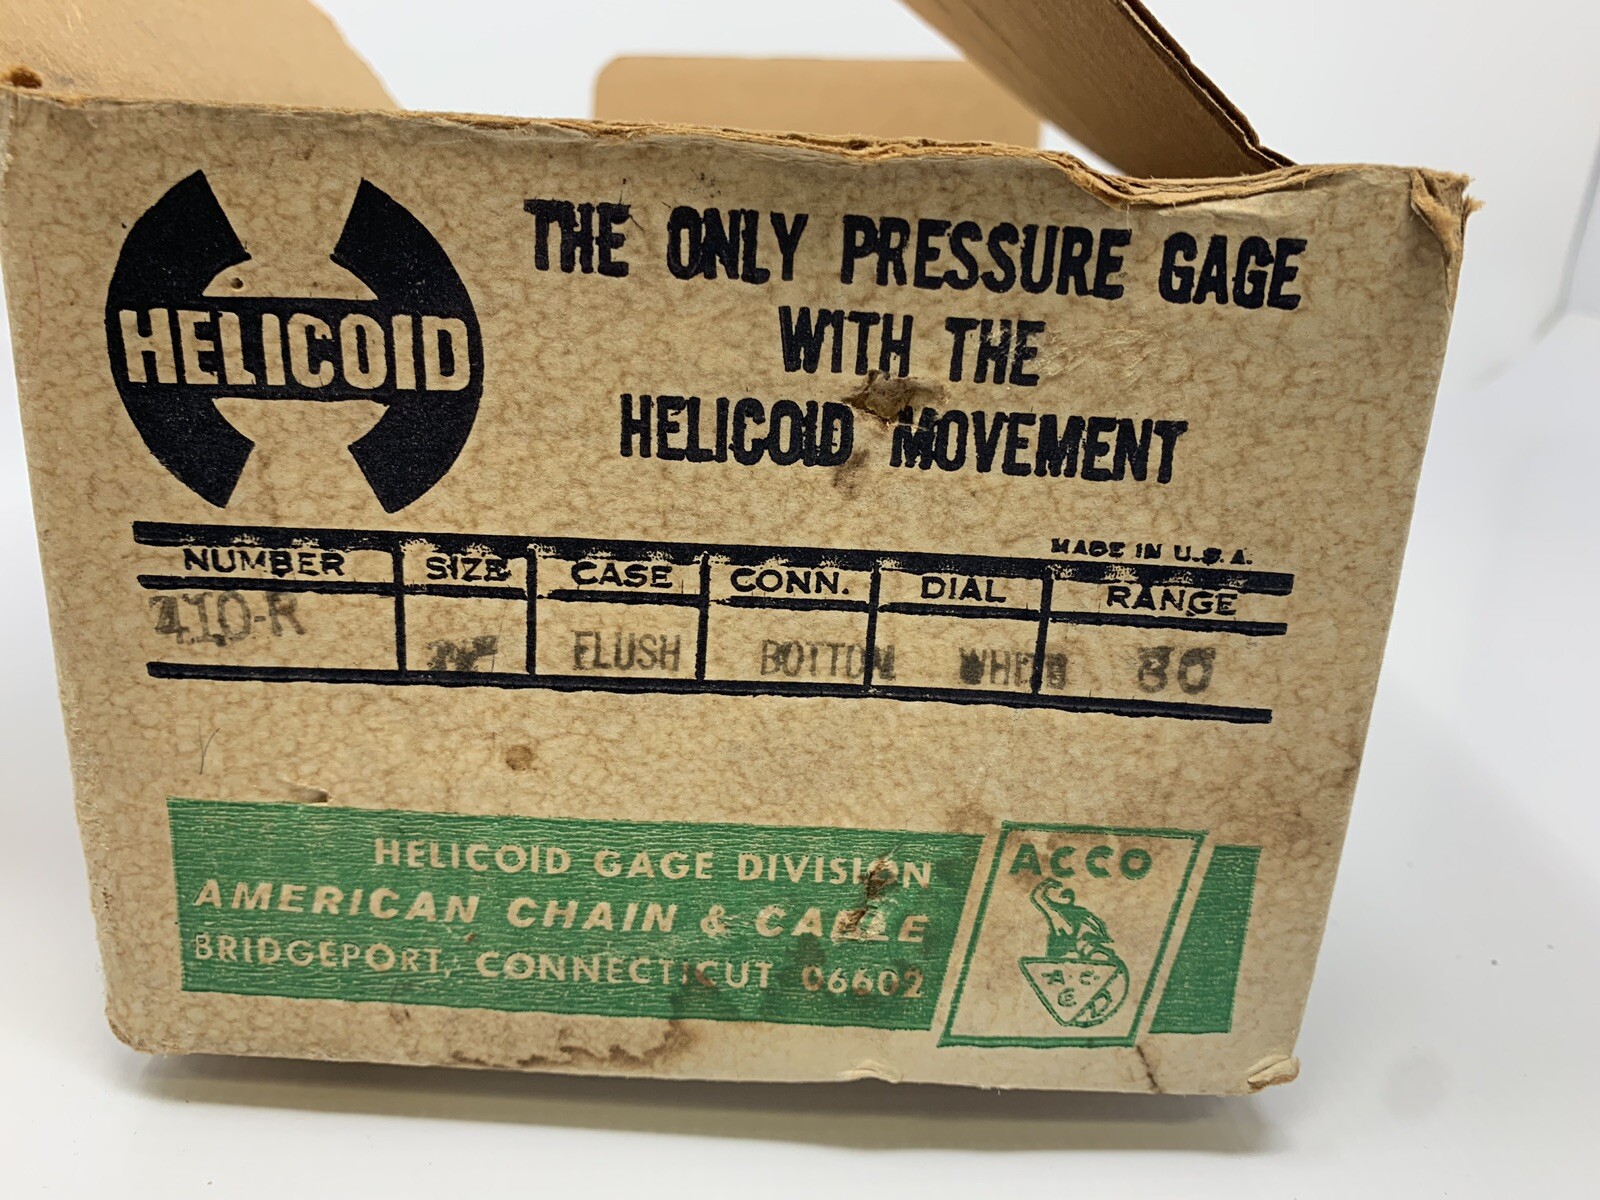 HELICOID
THE ONLY PRESSURE GAGE
WITH THE
HELICOID MOVEMENT
MADE IN U.S.A.
NUMBER SIZE CASE CONN. DIAL RANGE
410-R
FLUSH BOTTOM
HELICOID GAGE DIVISION
AMERICAN CHAIN & CABLE
BRIDGEPORT, CONNECTICUT 06602
ACCO